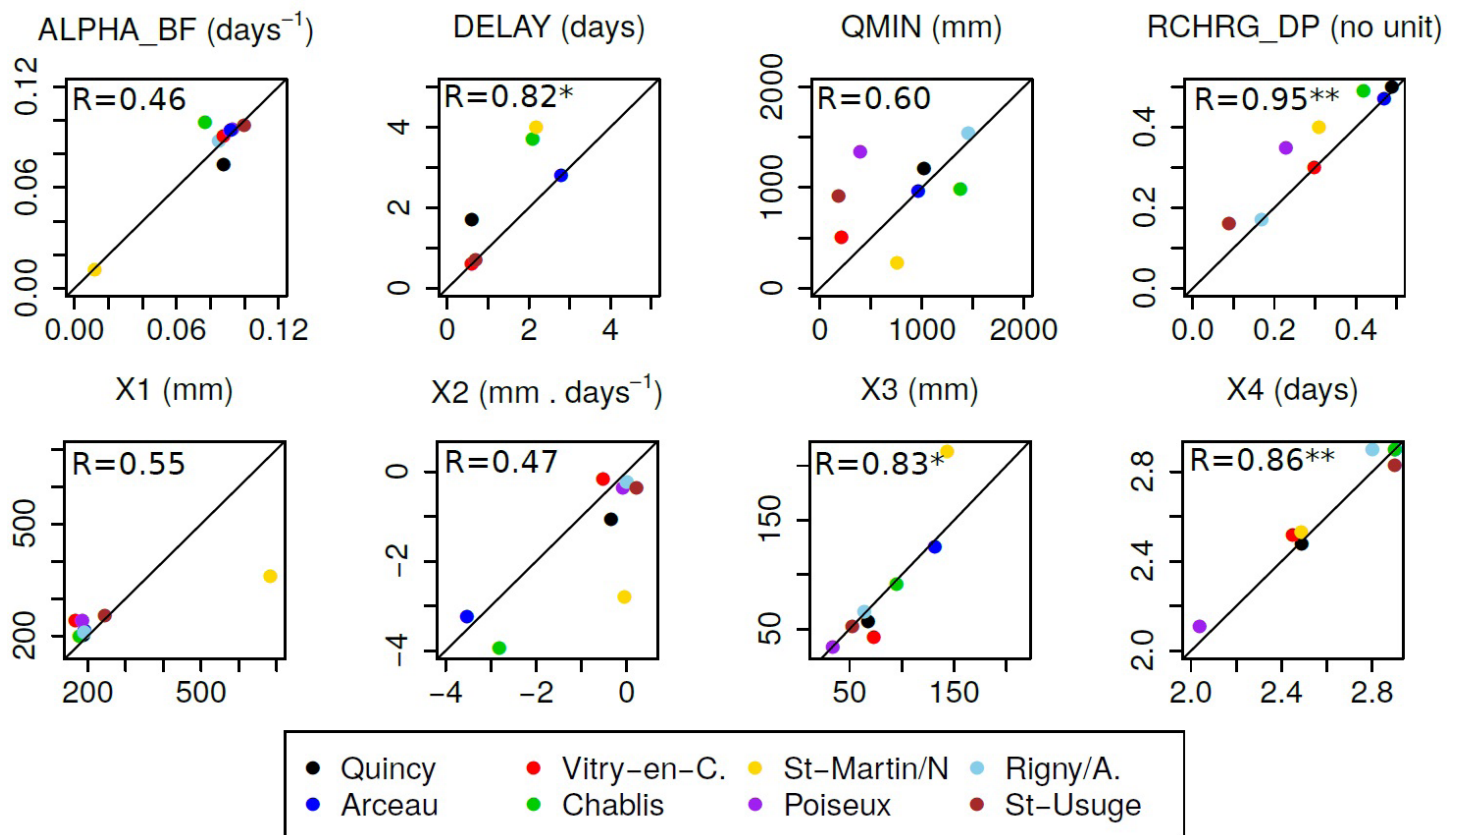 ALPHA_BF (days⁻¹) DELAY (days) QMIN (mm) RCHRG_DP (no unit)
R=0.46 R=0.82* R=0.60 R=0.95**
0.12 0.06 0.00 4 2 0 2000 1000 0 0.4 0.2 0.0
0.00 0.06 0.12 0 2 4 0 1000 2000 0.0 0.2 0.4
X1 (mm) X2 (mm . days⁻¹) X3 (mm) X4 (days)
R=0.55 R=0.47 R=0.83* R=0.86**
500 200 0 −2 −4 150 50 2.8 2.4 2.0
200 500 −4 −2 0 50 150 2.0 2.4 2.8
Quincy Vitry−en−C. St−Martin/N Rigny/A.
Arceau Chablis Poiseux St−Usuge